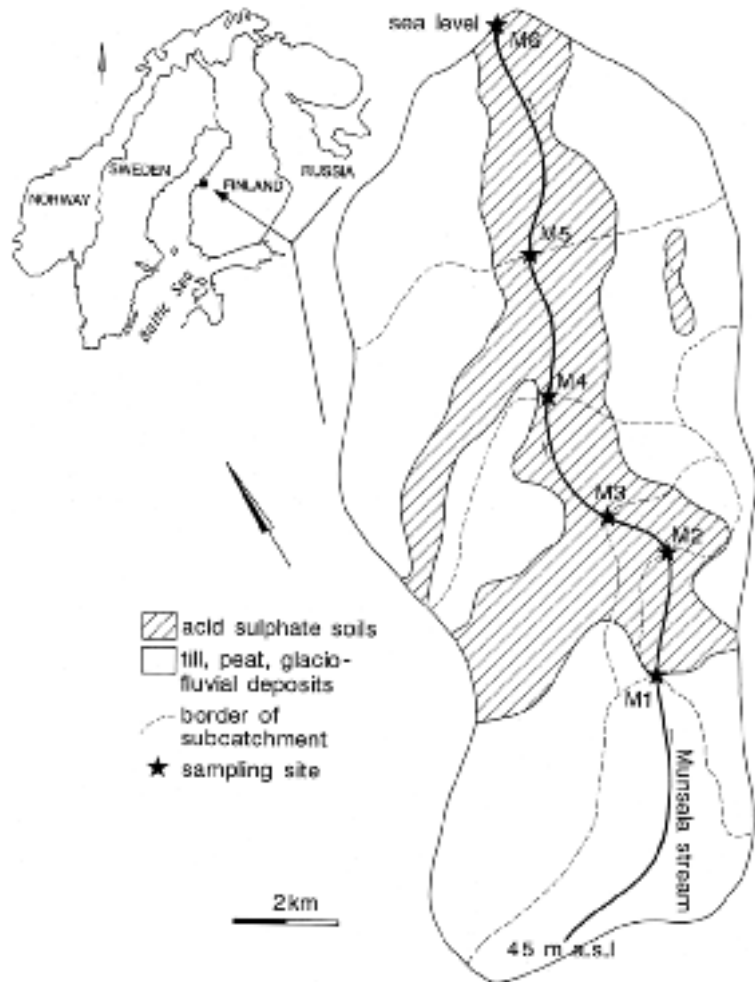 sea level
M6
NORWAY
SWEDEN
FINLAND
RUSSIA
Baltic Sea
M5
M4
M3
M2
M1
acid sulphate soils
till, peat, glacio-
fluvial deposits
border of
subcatchment
sampling site
Munsala stream
2km
45 m a.s.l